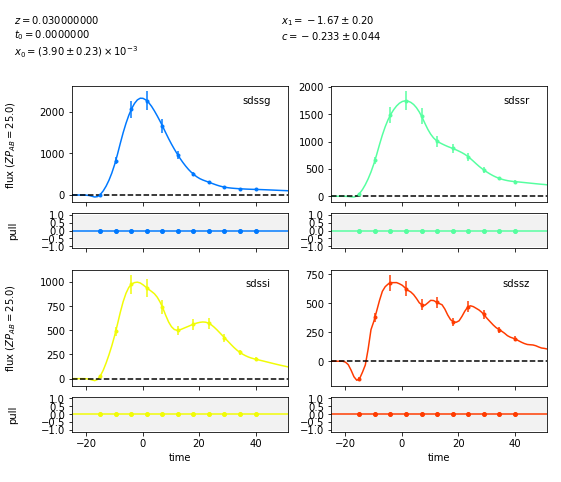 z = 0.030000000
t₀ = 0.0000000
x₀ = (3.90 ± 0.23) × 10⁻³
x₁ = −1.67 ± 0.20
c = −0.233 ± 0.044
flux (ZP_AB = 25.0)
2000
1000
0
sdssg
2000
1500
1000
500
0
sdssr
pull
1.0
0.5
0.0
−0.5
−1.0
1.0
0.5
0.0
−0.5
−1.0
flux (ZP_AB = 25.0)
1000
750
500
250
0
sdssi
750
500
250
0
sdssz
pull
1.0
0.5
0.0
−0.5
−1.0
−20 0 20 40
time
1.0
0.5
0.0
−0.5
−1.0
−20 0 20 40
time